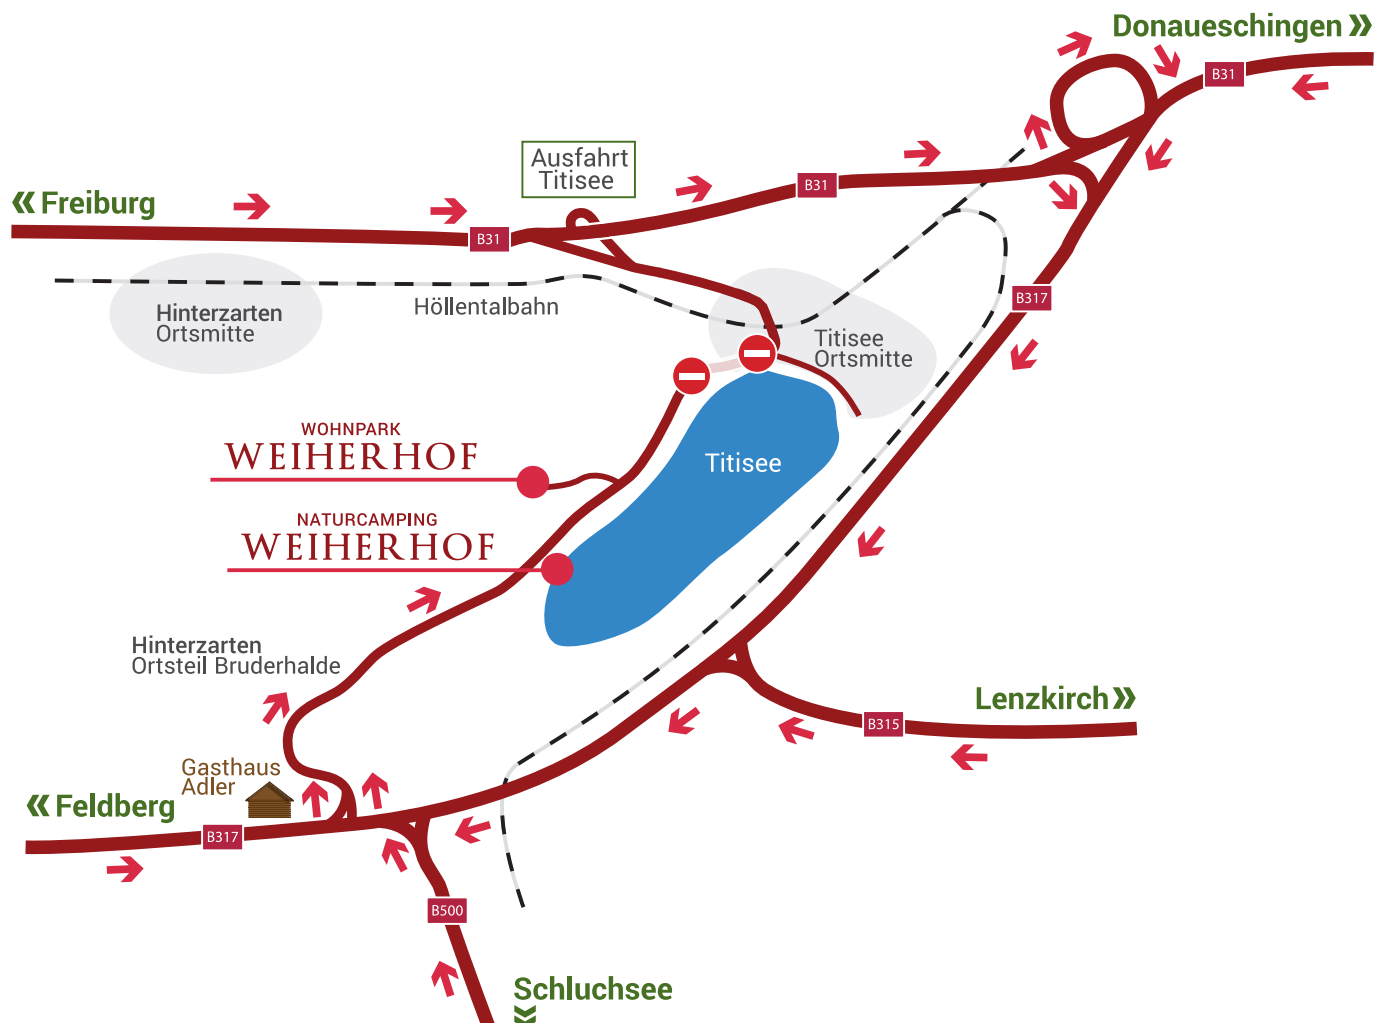 Donaueschingen »
B31
Ausfahrt
Titisee
B31
« Freiburg
B31
Hinterzarten
Ortsmitte
Höllentalbahn
B317
Titisee
Ortsmitte
WOHNPARK
WEIHERHOF
Titisee
NATURCAMPING
WEIHERHOF
Hinterzarten
Ortsteil Bruderhalde
Lenzkirch »
B315
Gasthaus
Adler
« Feldberg
B317
B500
Schluchsee